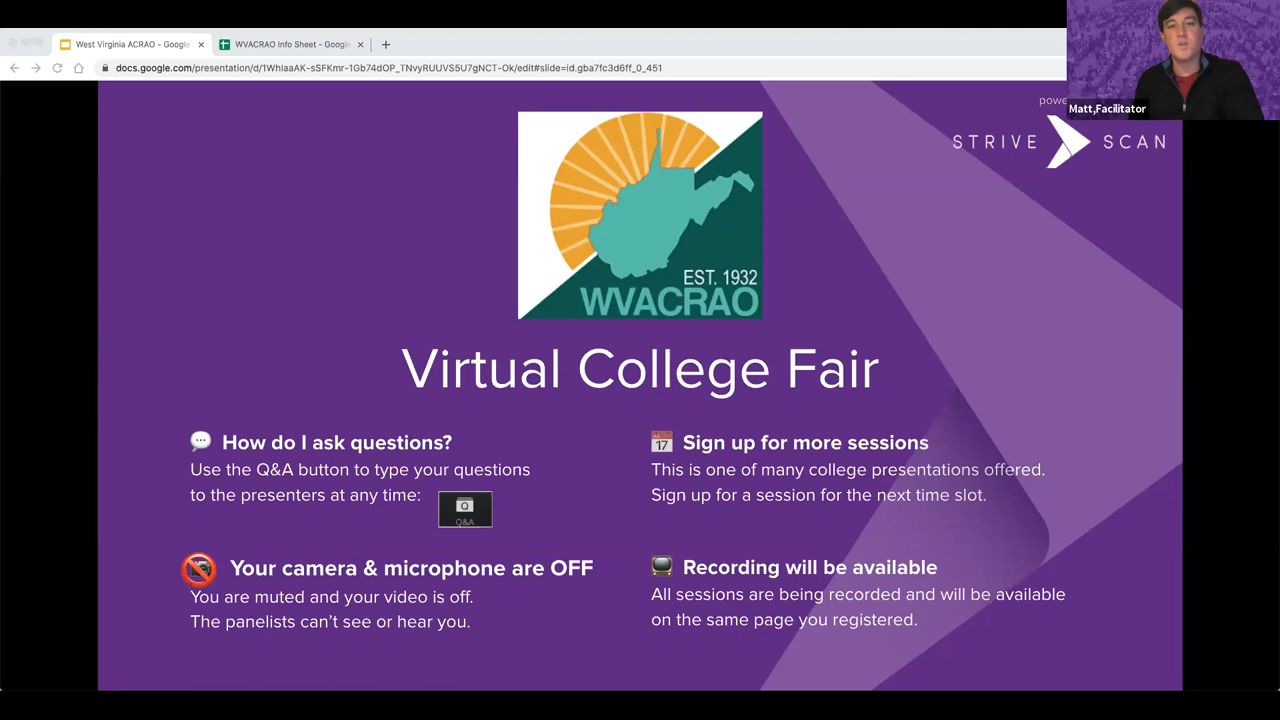 West Virginia ACRAO - Google
WVACRAO Info Sheet - Google
docs.google.com/presentation/d/1WhlaaAK-sSFKmr-1Gb74dOP_TNvyRUUVS5U7gNCT-Ok/edit#slide=id.gba7fc3d6ff_0_451
Matt,Facilitator
STRIVE SCAN
EST. 1932
WVACRAO
Virtual College Fair
How do I ask questions?
Use the Q&A button to type your questions
to the presenters at any time:
Q
Q&A
17
Sign up for more sessions
This is one of many college presentations offered.
Sign up for a session for the next time slot.
Your camera & microphone are OFF
You are muted and your video is off.
The panelists can’t see or hear you.
Recording will be available
All sessions are being recorded and will be available
on the same page you registered.